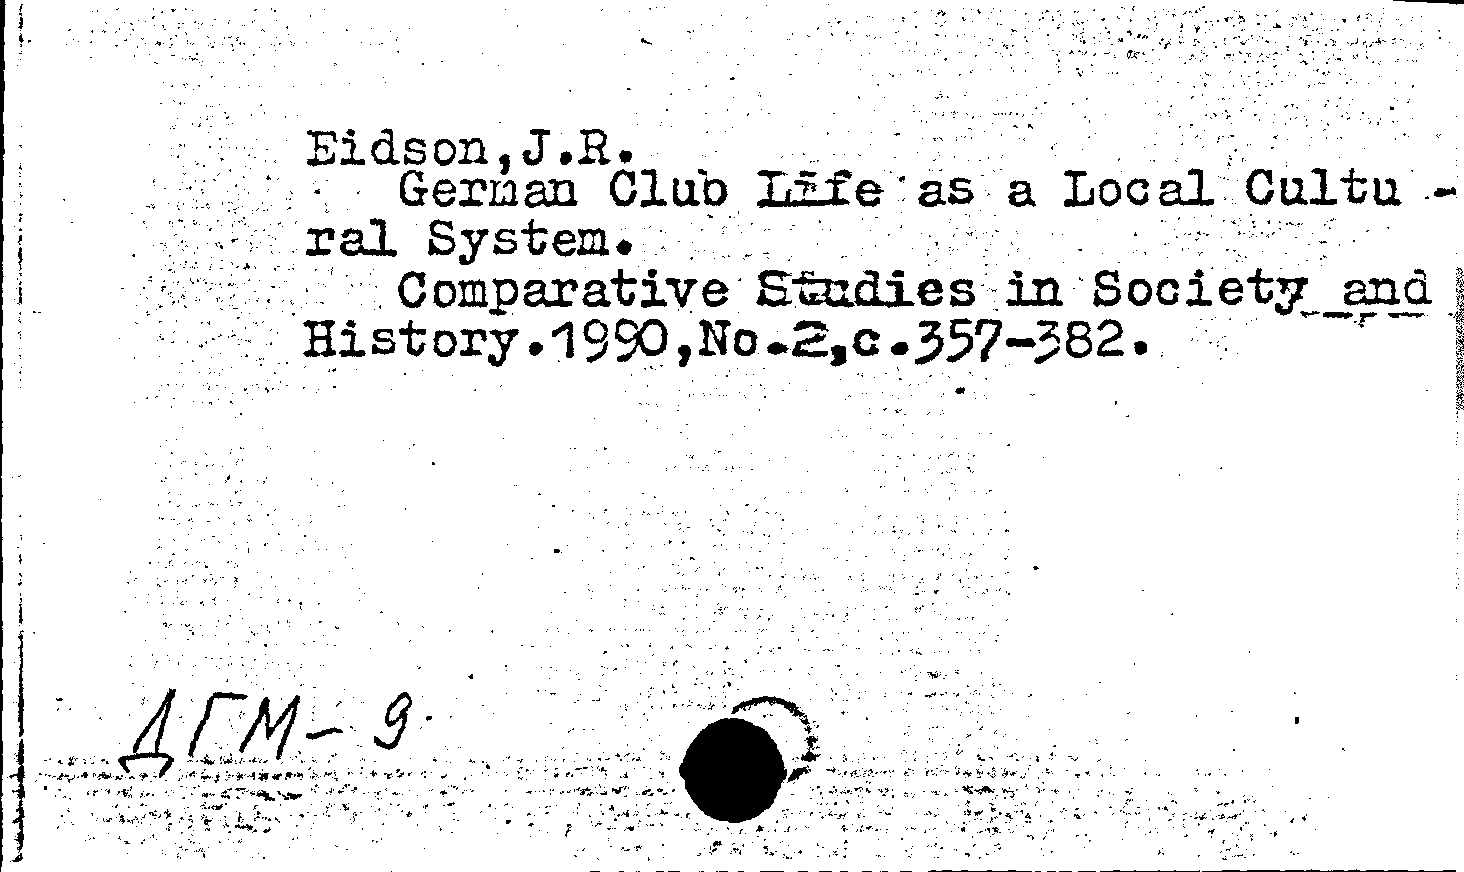 Eidson,J.R.
German Club Life as a Local Cultu -
ral System.
Comparative Studies in Society and
History.1990,No.2,c.357-382.
ДГМ- 9.